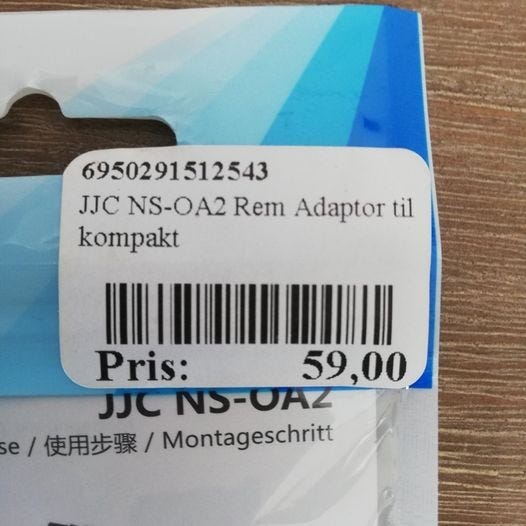 6950291512543
JJC NS-OA2 Rem Adaptor til
kompakt
Pris: 59,00
JJC NS-OA2
se / 使用步骤 / Montageschritt